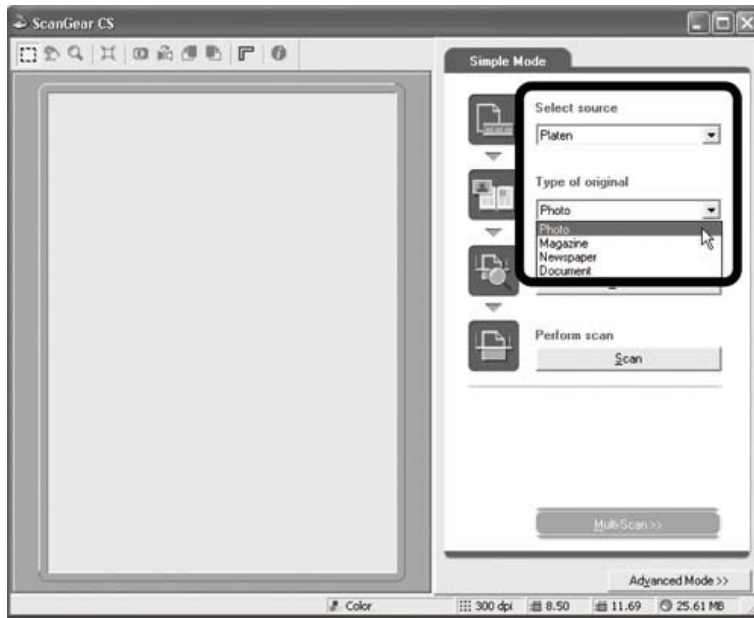 ScanGear CS
Simple Mode
Select source
Platen
Type of original
Photo
Photo
Magazine
Newspaper
Document
Perform scan
Scan
Multi-Scan >>
Advanced Mode >>
Color
300 dpi
8.50
11.69
25.61 MB